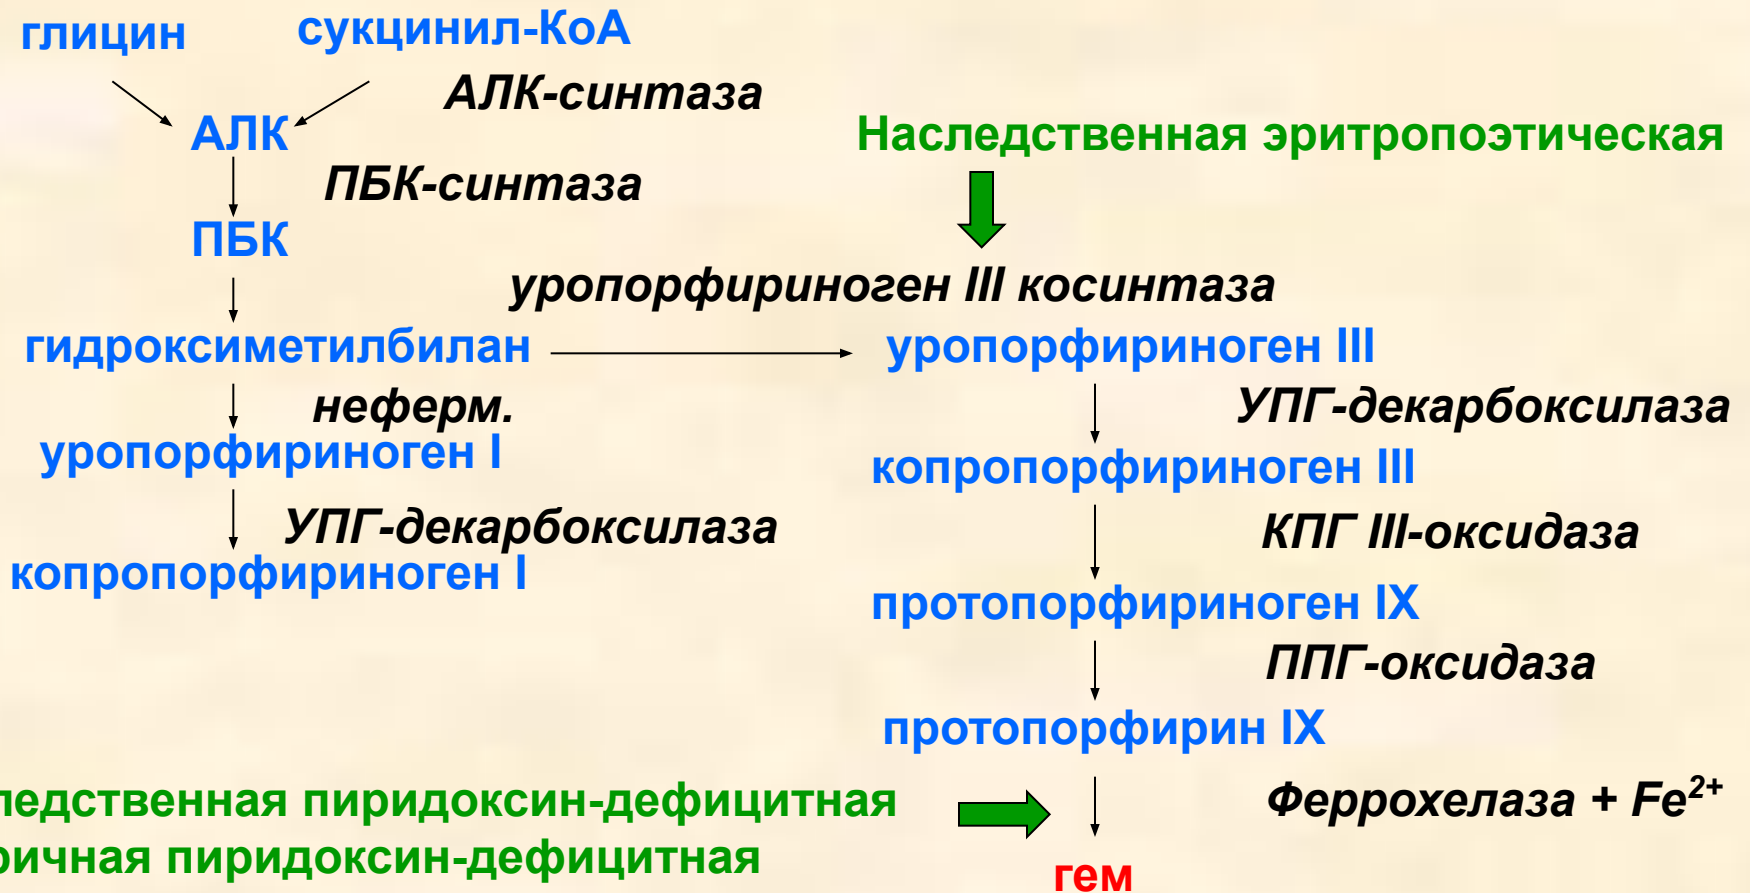 глицин
сукцинил-КоА
АЛК-синтаза
АЛК
ПБК-синтаза
ПБК
Наследственная эритропоэтическая
уропорфириноген III косинтаза
гидроксиметилбилан
уропорфириноген III
неферм.
УПГ-декарбоксилаза
уропорфириноген I
копропорфириноген III
УПГ-декарбоксилаза
КПГ III-оксидаза
копропорфириноген I
протопорфириноген IX
ППГ-оксидаза
протопорфирин IX
Феррохелаза + Fe²⁺
пиридоксин-дефицитная
пиридоксин-дефицитная
гем